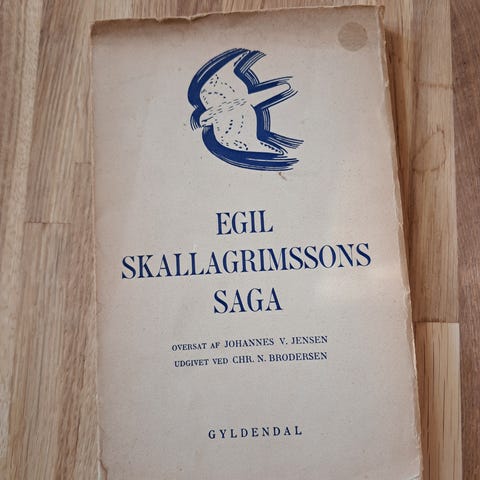 EGIL
SKALLAGRIMSSONS
SAGA
OVERSAT AF JOHANNES V. JENSEN
UDGIVET VED CHR. N. BRODERSEN
GYLDENDAL